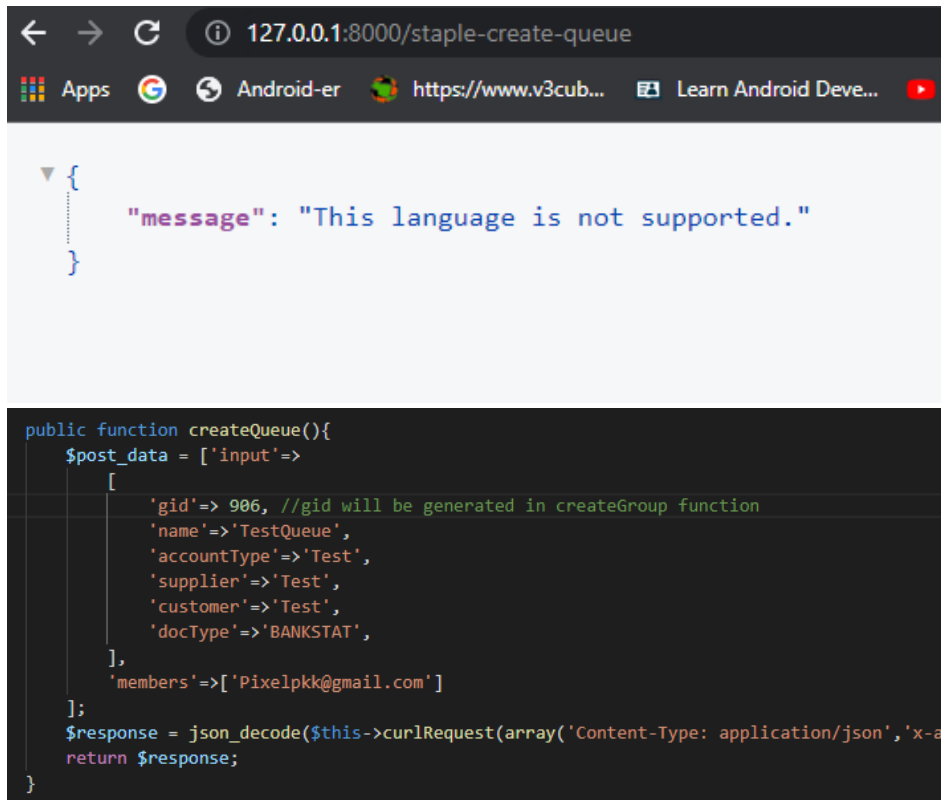 127.0.0.1:8000/staple-create-queue
Apps Android-er https://www.v3cub... Learn Android Deve...
{
"message": "This language is not supported."
}
public function createQueue(){
$post_data = ['input'=>
[
'gid'=> 906, //gid will be generated in createGroup function
'name'=>'TestQueue',
'accountType'=>'Test',
'supplier'=>'Test',
'customer'=>'Test',
'docType'=>'BANKSTAT',
],
'members'=>['Pixelpkk@gmail.com']
];
$response = json_decode($this->curlRequest(array('Content-Type: application/json','x-a
return $response;
}